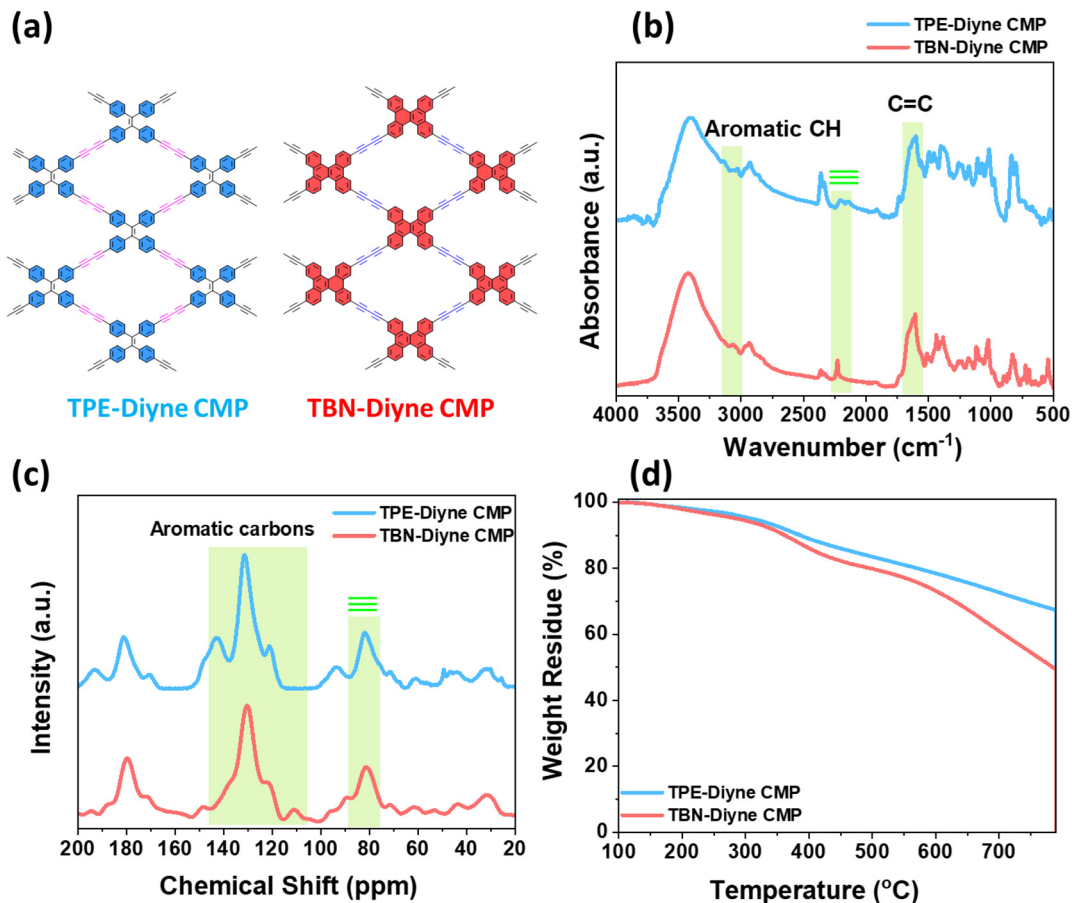 (a)
TPE-Diyne CMP
TBN-Diyne CMP
(b)
TPE-Diyne CMP
TBN-Diyne CMP
Aromatic CH
C=C
Absorbance (a.u.)
4000 3500 3000 2500 2000 1500 1000 500
Wavenumber (cm⁻¹)
(c)
Aromatic carbons
TPE-Diyne CMP
TBN-Diyne CMP
Intensity (a.u.)
200 180 160 140 120 100 80 60 40 20
Chemical Shift (ppm)
(d)
100
80
60
40
20
0
Weight Residue (%)
TPE-Diyne CMP
TBN-Diyne CMP
100 200 300 400 500 600 700
Temperature (°C)